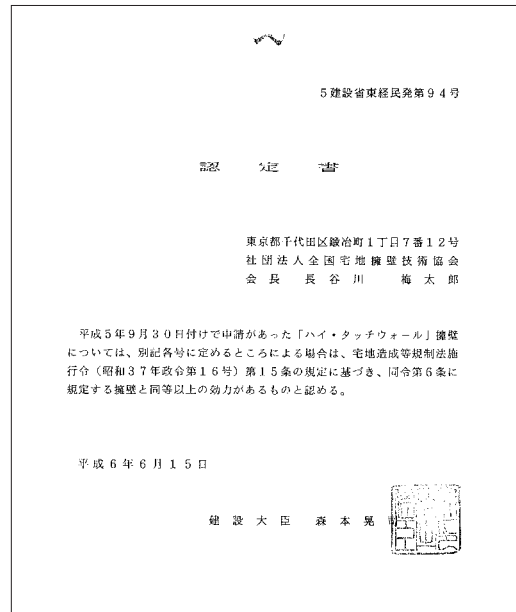 5建設省東経民発第94号
認定書
東京都千代田区鍛冶町1丁目7番12号
社団法人全国宅地擁壁技術協会
会長 長谷川 梅太郎
平成5年9月30日付けで申請があった「ハイ・タッチウォール」擁壁
については、別記各号に定めるところによる場合は、宅地造成等規制法施
行令（昭和37年政令第16号）第15条の規定に基づき、同令第6条に
規定する擁壁と同等以上の効力があるものと認める。
平成6年6月15日
建設大臣 森本晃